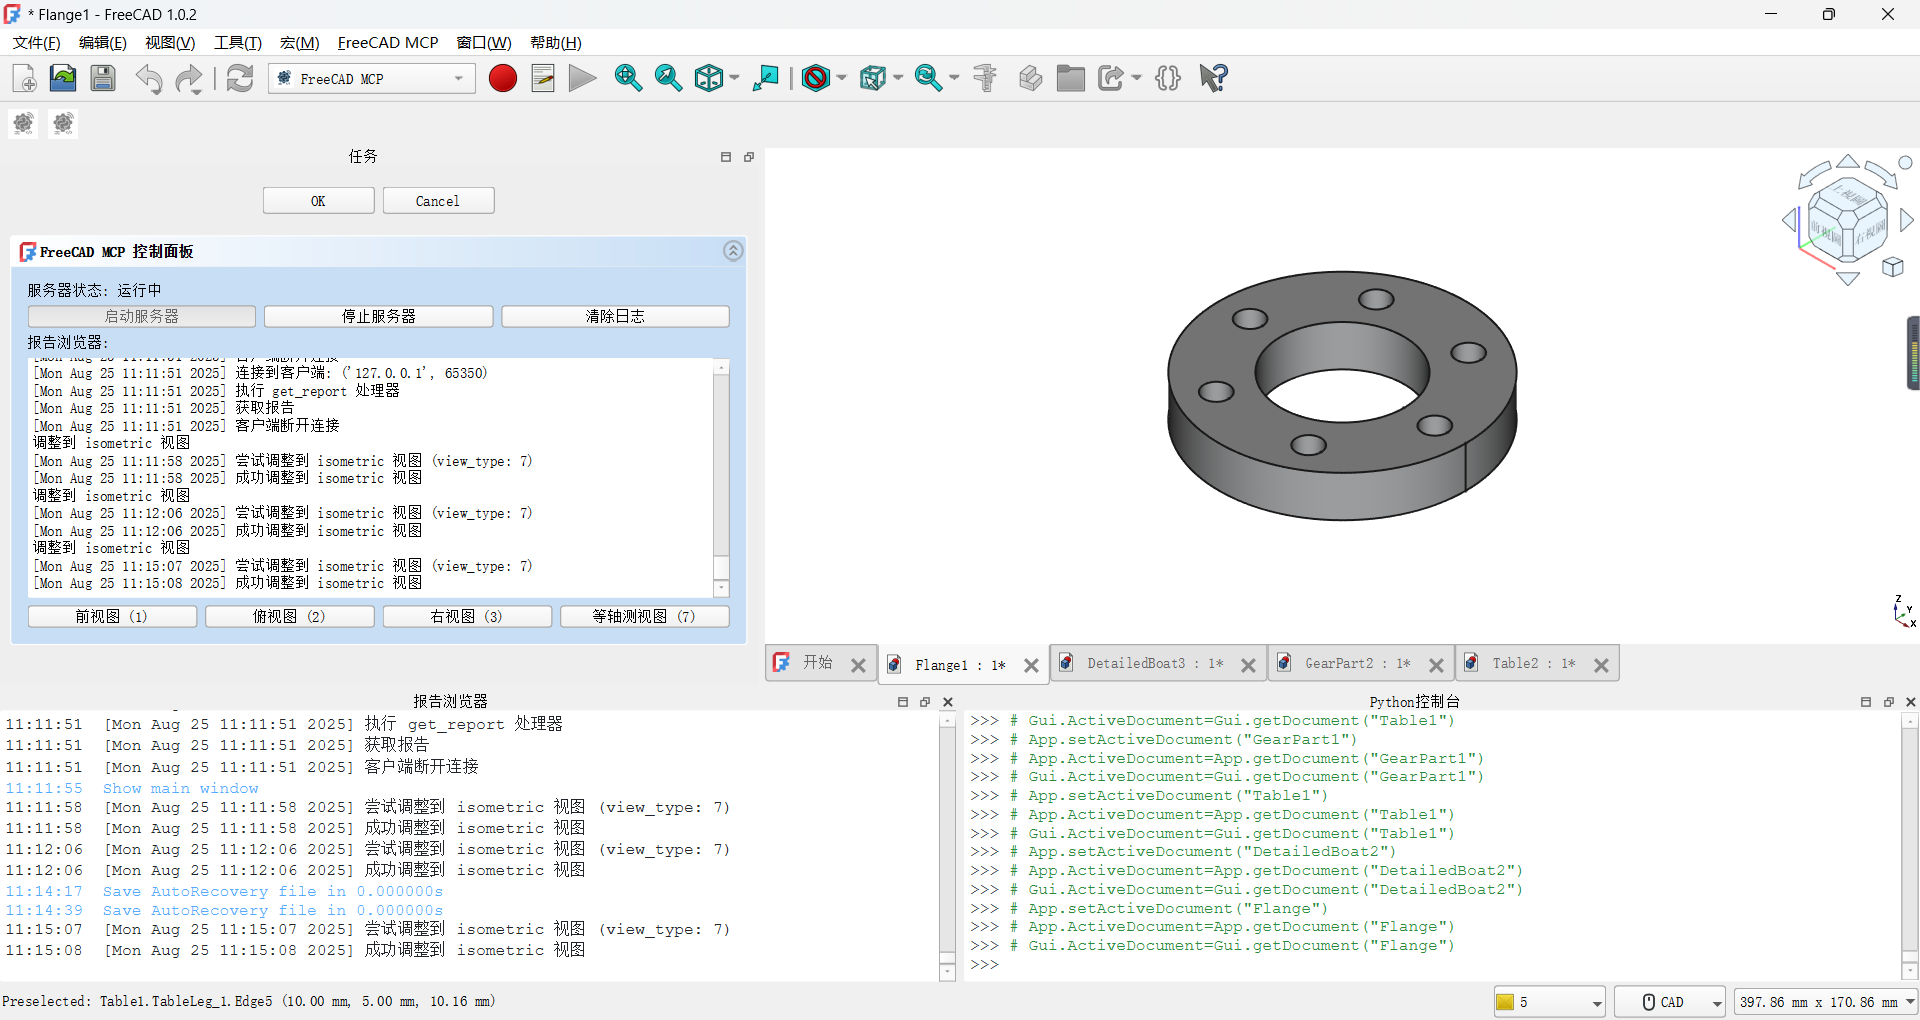 * Flange1 - FreeCAD 1.0.2
文件(F) 编辑(E) 视图(V) 工具(T) 宏(M) FreeCAD MCP 窗口(W) 帮助(H)
FreeCAD MCP
任务
OK Cancel
FreeCAD MCP 控制面板
服务器状态: 运行中
启动服务器 停止服务器 清除日志
报告浏览器:
[Mon Aug 25 11:11:51 2025] 客户端断开连接
[Mon Aug 25 11:11:51 2025] 连接到客户端: ('127.0.0.1', 65350)
[Mon Aug 25 11:11:51 2025] 执行 get_report 处理器
[Mon Aug 25 11:11:51 2025] 获取报告
[Mon Aug 25 11:11:51 2025] 客户端断开连接
调整到 isometric 视图
[Mon Aug 25 11:11:58 2025] 尝试调整到 isometric 视图 (view_type: 7)
[Mon Aug 25 11:11:58 2025] 成功调整到 isometric 视图
调整到 isometric 视图
[Mon Aug 25 11:12:06 2025] 尝试调整到 isometric 视图 (view_type: 7)
[Mon Aug 25 11:12:06 2025] 成功调整到 isometric 视图
调整到 isometric 视图
[Mon Aug 25 11:15:07 2025] 尝试调整到 isometric 视图 (view_type: 7)
[Mon Aug 25 11:15:08 2025] 成功调整到 isometric 视图
前视图 (1) 俯视图 (2) 右视图 (3) 等轴测视图 (7)
上視圖
前視圖 右視圖
Z
Y
X
开始 Flange1 : 1* DetailedBoat3 : 1* GearPart2 : 1* Table2 : 1*
报告浏览器
11:11:51 [Mon Aug 25 11:11:51 2025] 执行 get_report 处理器
11:11:51 [Mon Aug 25 11:11:51 2025] 获取报告
11:11:51 [Mon Aug 25 11:11:51 2025] 客户端断开连接
11:11:55 Show main window
11:11:58 [Mon Aug 25 11:11:58 2025] 尝试调整到 isometric 视图 (view_type: 7)
11:11:58 [Mon Aug 25 11:11:58 2025] 成功调整到 isometric 视图
11:12:06 [Mon Aug 25 11:12:06 2025] 尝试调整到 isometric 视图 (view_type: 7)
11:12:06 [Mon Aug 25 11:12:06 2025] 成功调整到 isometric 视图
11:14:17 Save AutoRecovery file in 0.000000s
11:14:39 Save AutoRecovery file in 0.000000s
11:15:07 [Mon Aug 25 11:15:07 2025] 尝试调整到 isometric 视图 (view_type: 7)
11:15:08 [Mon Aug 25 11:15:08 2025] 成功调整到 isometric 视图
Python控制台
>>> # Gui.ActiveDocument=Gui.getDocument("Table1")
>>> # App.setActiveDocument("GearPart1")
>>> # App.ActiveDocument=App.getDocument("GearPart1")
>>> # Gui.ActiveDocument=Gui.getDocument("GearPart1")
>>> # App.setActiveDocument("Table1")
>>> # App.ActiveDocument=App.getDocument("Table1")
>>> # Gui.ActiveDocument=Gui.getDocument("Table1")
>>> # App.setActiveDocument("DetailedBoat2")
>>> # App.ActiveDocument=App.getDocument("DetailedBoat2")
>>> # Gui.ActiveDocument=Gui.getDocument("DetailedBoat2")
>>> # App.setActiveDocument("Flange")
>>> # App.ActiveDocument=App.getDocument("Flange")
>>> # Gui.ActiveDocument=Gui.getDocument("Flange")
>>>
Preselected: Table1.TableLeg_1.Edge5 (10.00 mm, 5.00 mm, 10.16 mm)
5 CAD 397.86 mm x 170.86 mm